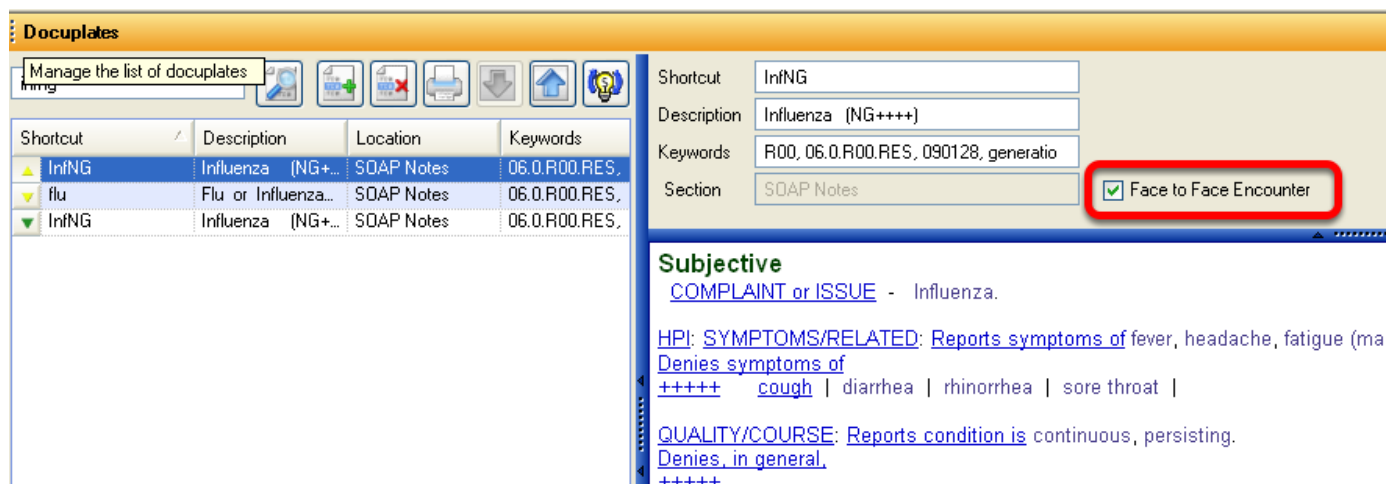 Docuplates
Manage the list of docuplates
Shortcut InfNG
Description Influenza (NG++++)
Keywords R00, 06.0.R00.RES, 090128, generatio
Section SOAP Notes Face to Face Encounter
Shortcut Description Location Keywords
InfNG Influenza (NG+... SOAP Notes 06.0.R00.RES,
flu Flu or Influenza... SOAP Notes 06.0.R00.RES,
InfNG Influenza (NG+... SOAP Notes 06.0.R00.RES,
Subjective
COMPLAINT or ISSUE - Influenza.
HPI: SYMPTOMS/RELATED: Reports symptoms of fever, headache, fatigue (ma
Denies symptoms of
+++++ cough | diarrhea | rhinorrhea | sore throat |
QUALITY/COURSE: Reports condition is continuous, persisting.
Denies, in general,
+++++